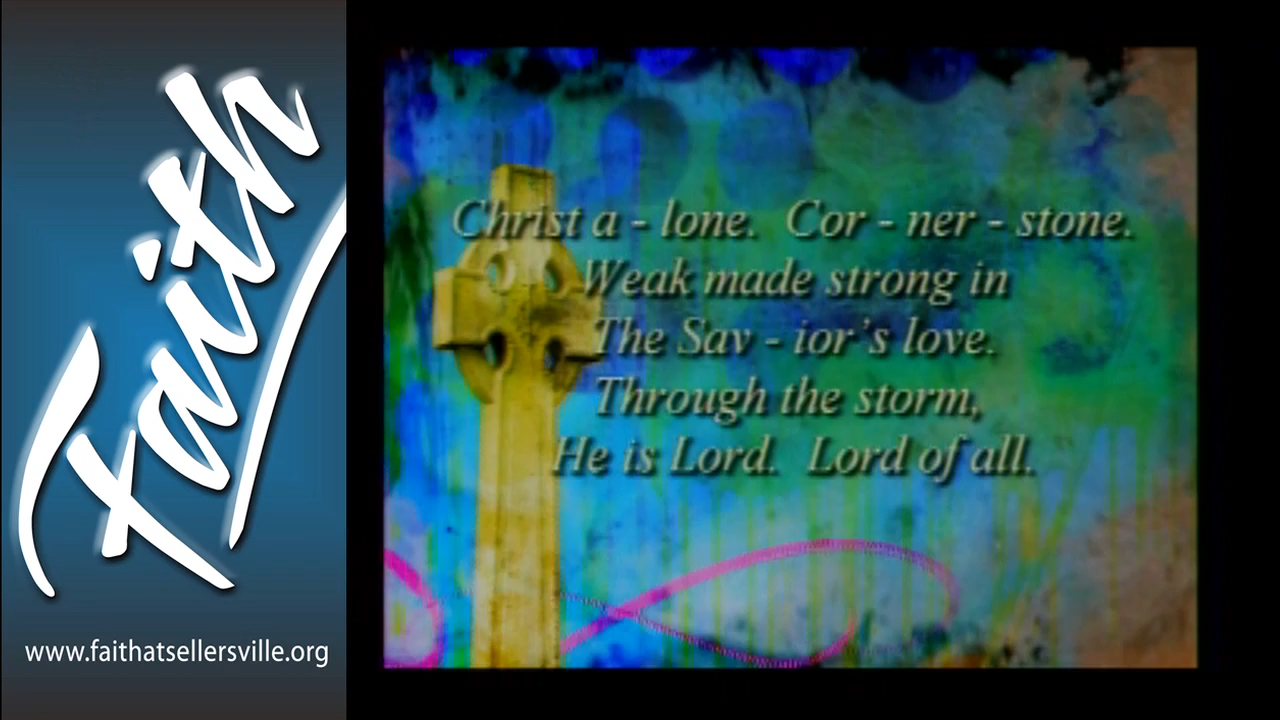 Faith
www.faithatsellersville.org
Christ a - lone.  Cor - ner - stone.
Weak made strong in
The Sav - ior’s love.
Through the storm,
He is Lord.  Lord of all.